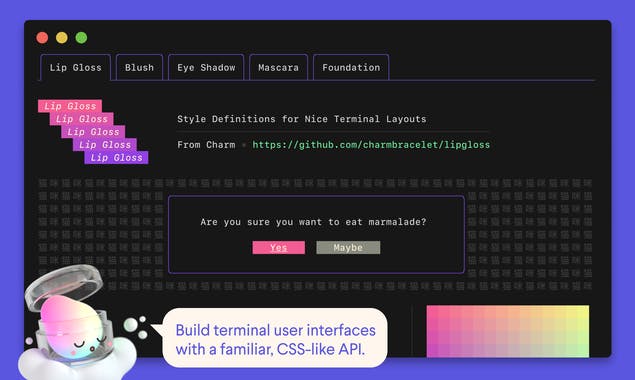 Lip Gloss Blush Eye Shadow Mascara Foundation
Lip Gloss
Lip Gloss
Lip Gloss
Lip Gloss
Lip Gloss
Style Definitions for Nice Terminal Layouts
From Charm • https://github.com/charmbracelet/lipgloss
Are you sure you want to eat marmalade?
Yes Maybe
Build terminal user interfaces
with a familiar, CSS-like API.